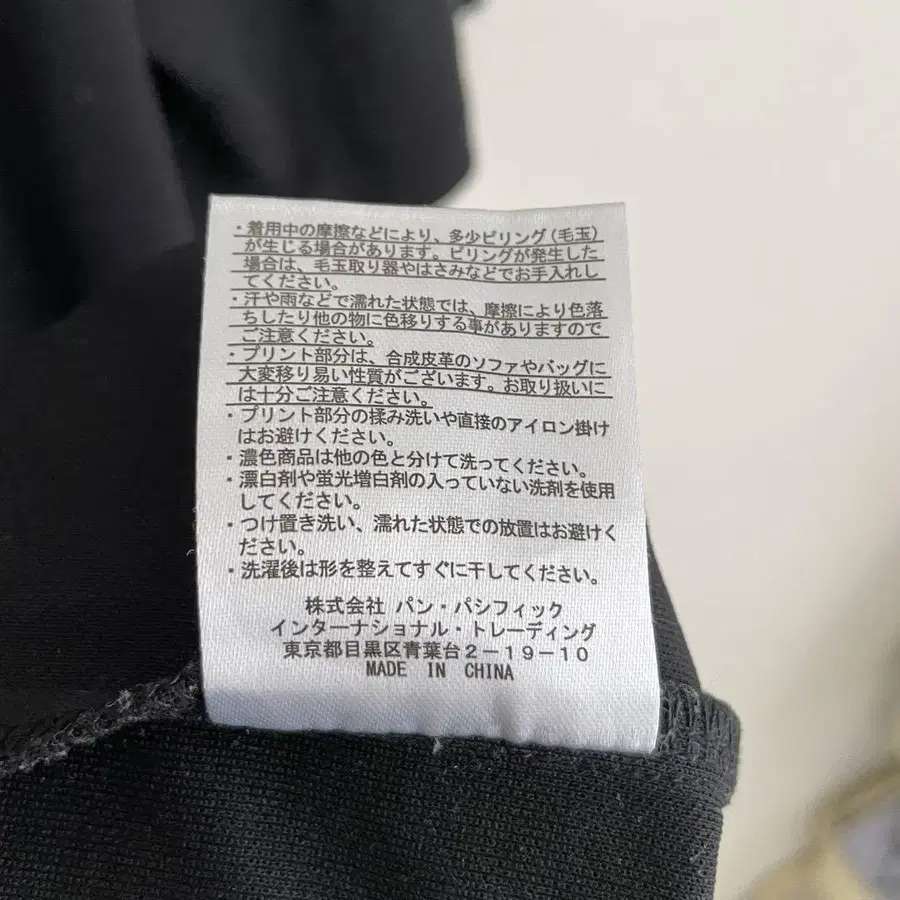 ・着用中の摩擦などにより、多少ピリング(毛玉)
が生じる場合があります。ピリングが発生した
場合は、毛玉取り器やはさみなどでお手入れし
てください。
・汗や雨などで濡れた状態では、摩擦により色落
ちしたり他の物に色移りする事がありますので
ご注意ください。
・プリント部分は、合成皮革のソファやバッグに
大変移り易い性質がございます。お取り扱いに
は十分ご注意ください。
・プリント部分の揉み洗いや直接のアイロン掛け
はお避けください。
・濃色商品は他の色と分けて洗ってください。
・漂白剤や蛍光増白剤の入っていない洗剤を使用
してください。
・つけ置き洗い、濡れた状態での放置はお避けく
ださい。
・洗濯後は形を整えてすぐに干してください。
株式会社 パン・パシフィック
インターナショナル・トレーディング
東京都目黒区青葉台2-19-10
MADE IN CHINA